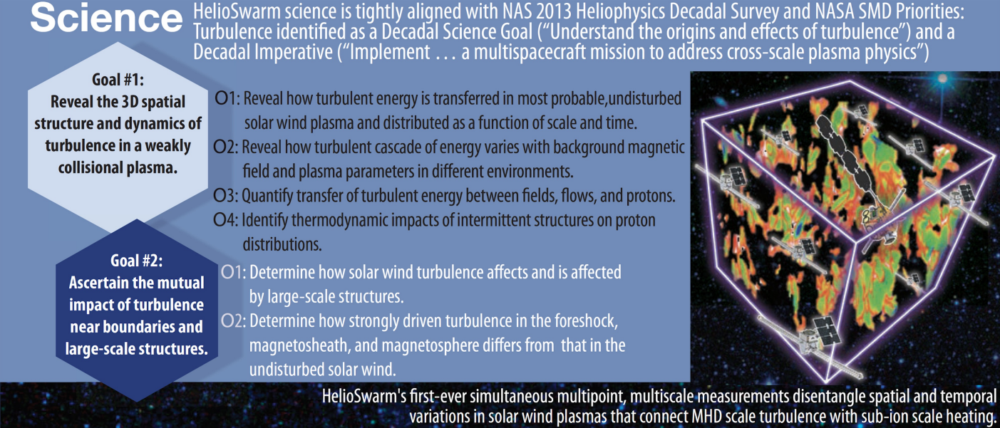 Science
HelioSwarm science is tightly aligned with NAS 2013 Heliophysics Decadal Survey and NASA SMD Priorities:
Turbulence identified as a Decadal Science Goal (“Understand the origins and effects of turbulence”) and a
Decadal Imperative (“Implement … a multispacecraft mission to address cross-scale plasma physics”)
Goal #1:
Reveal the 3D spatial
structure and dynamics of
turbulence in a weakly
collisional plasma.
O1: Reveal how turbulent energy is transferred in most probable,undisturbed
solar wind plasma and distributed as a function of scale and time.
O2: Reveal how turbulent cascade of energy varies with background magnetic
field and plasma parameters in different environments.
O3: Quantify transfer of turbulent energy between fields, flows, and protons.
O4: Identify thermodynamic impacts of intermittent structures on proton
distributions.
Goal #2:
Ascertain the mutual
impact of turbulence
near boundaries and
large-scale structures.
O1: Determine how solar wind turbulence affects and is affected
by large-scale structures.
O2: Determine how strongly driven turbulence in the foreshock,
magnetosheath, and magnetosphere differs from that in the
undisturbed solar wind.
HelioSwarm's first-ever simultaneous multipoint, multiscale measurements disentangle spatial and temporal
variations in solar wind plasmas that connect MHD scale turbulence with sub-ion scale heating.